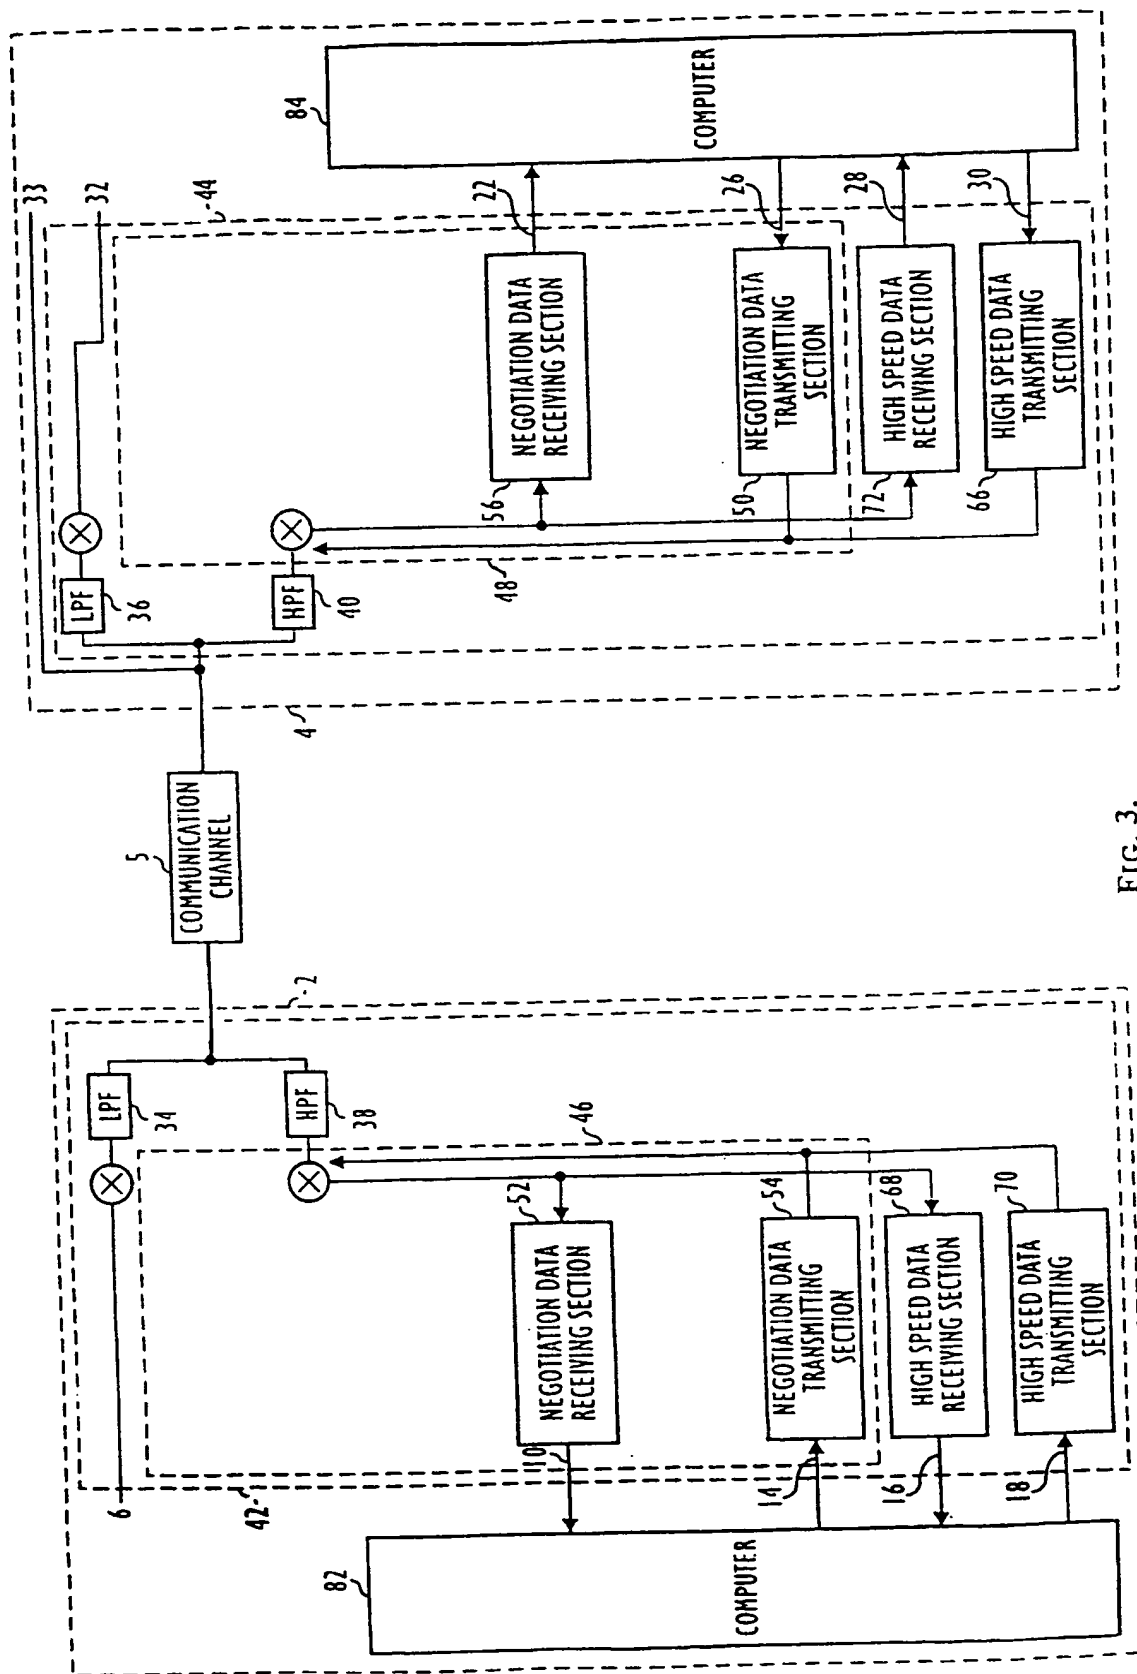 82
COMPUTER
6
42
10
14
16
18
NEGOTIATION DATA
RECEIVING SECTION
52
NEGOTIATION DATA
TRANSMITTING
SECTION
54
HIGH SPEED DATA
RECEIVING SECTION
68
HIGH SPEED DATA
TRANSMITTING
SECTION
70
46
LPF
34
HPF
38
2
5
COMMUNICATION
CHANNEL
4
LPF
36
HPF
40
48
33
32
44
56
NEGOTIATION DATA
RECEIVING SECTION
50
NEGOTIATION DATA
TRANSMITTING
SECTION
72
HIGH SPEED DATA
RECEIVING SECTION
66
HIGH SPEED DATA
TRANSMITTING
SECTION
22
26
28
30
84
COMPUTER
FIG. 3.